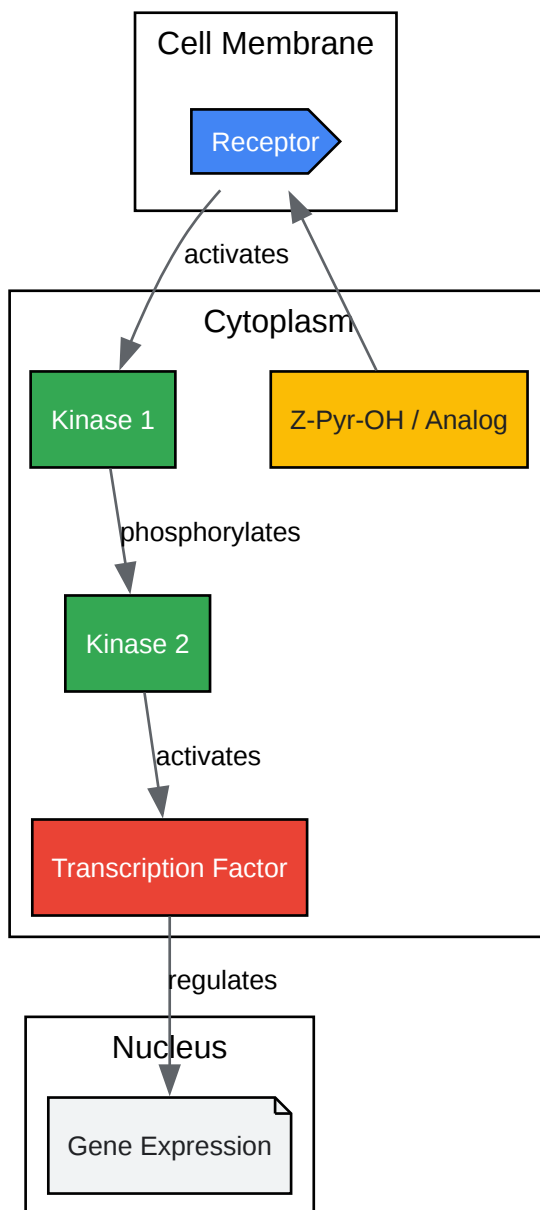 Cell Membrane
Receptor
activates
Cytoplasm
Kinase 1
Z-Pyr-OH / Analog
phosphorylates
Kinase 2
activates
Transcription Factor
regulates
Nucleus
Gene Expression